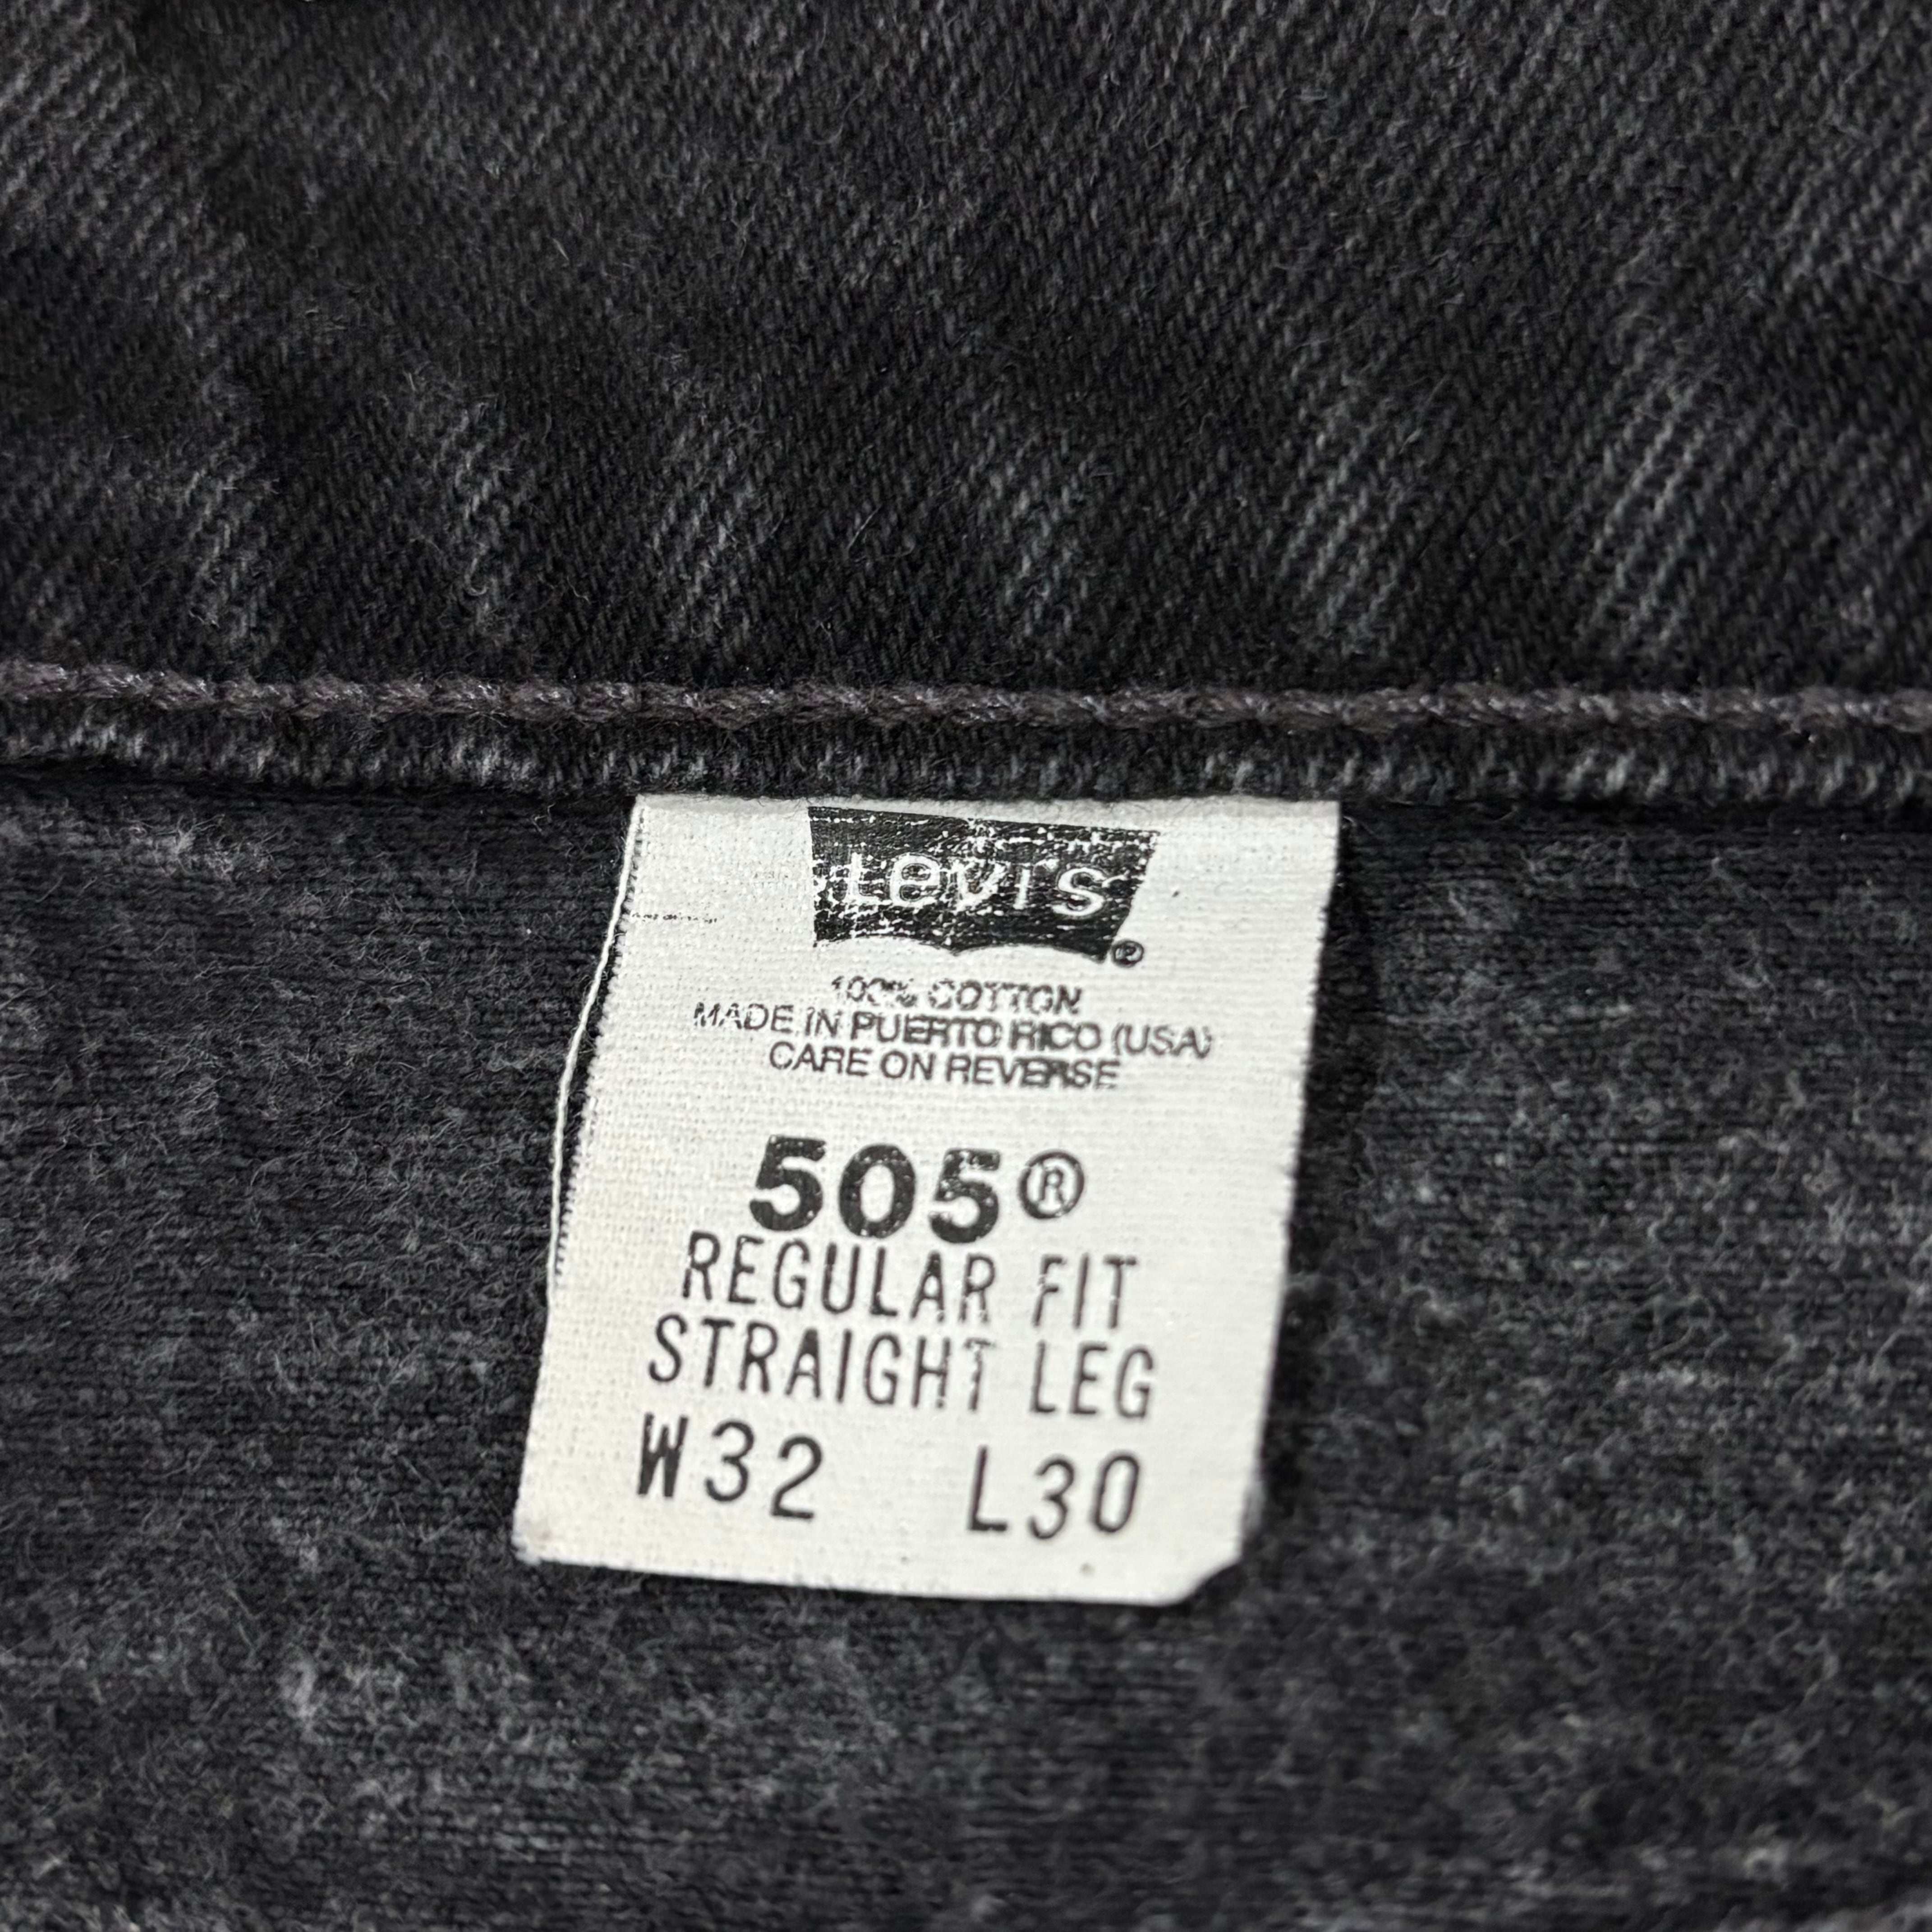 Levi's ®
100% COTTON
MADE IN PUERTO RICO (USA)
CARE ON REVERSE
505®
REGULAR FIT
STRAIGHT LEG
W32 L30